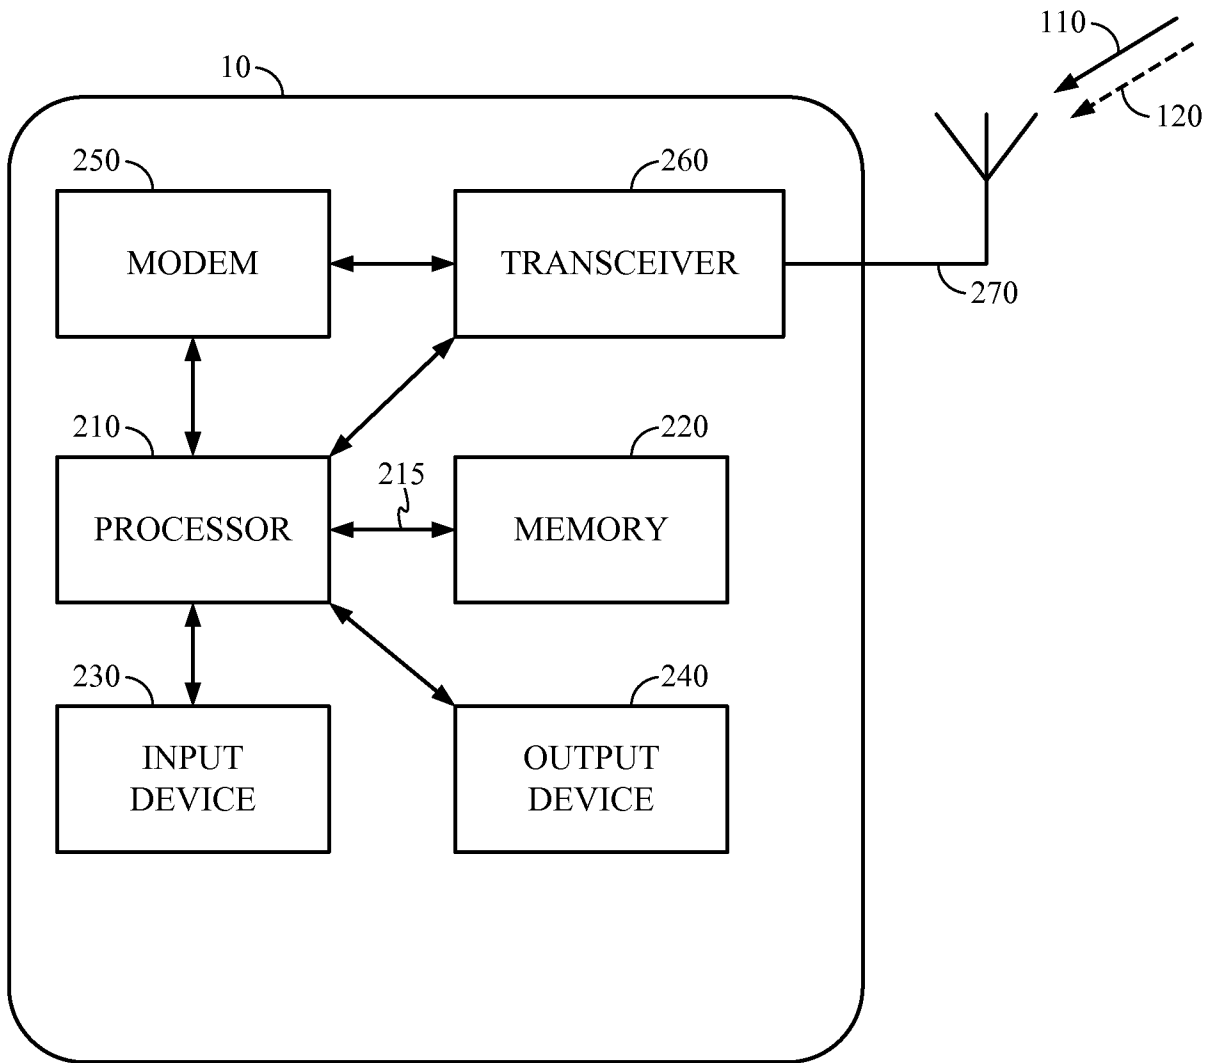 110
10
120
250
260
MODEM
TRANSCEIVER
270
210
220
215
PROCESSOR
MEMORY
230
240
INPUT
DEVICE
OUTPUT
DEVICE